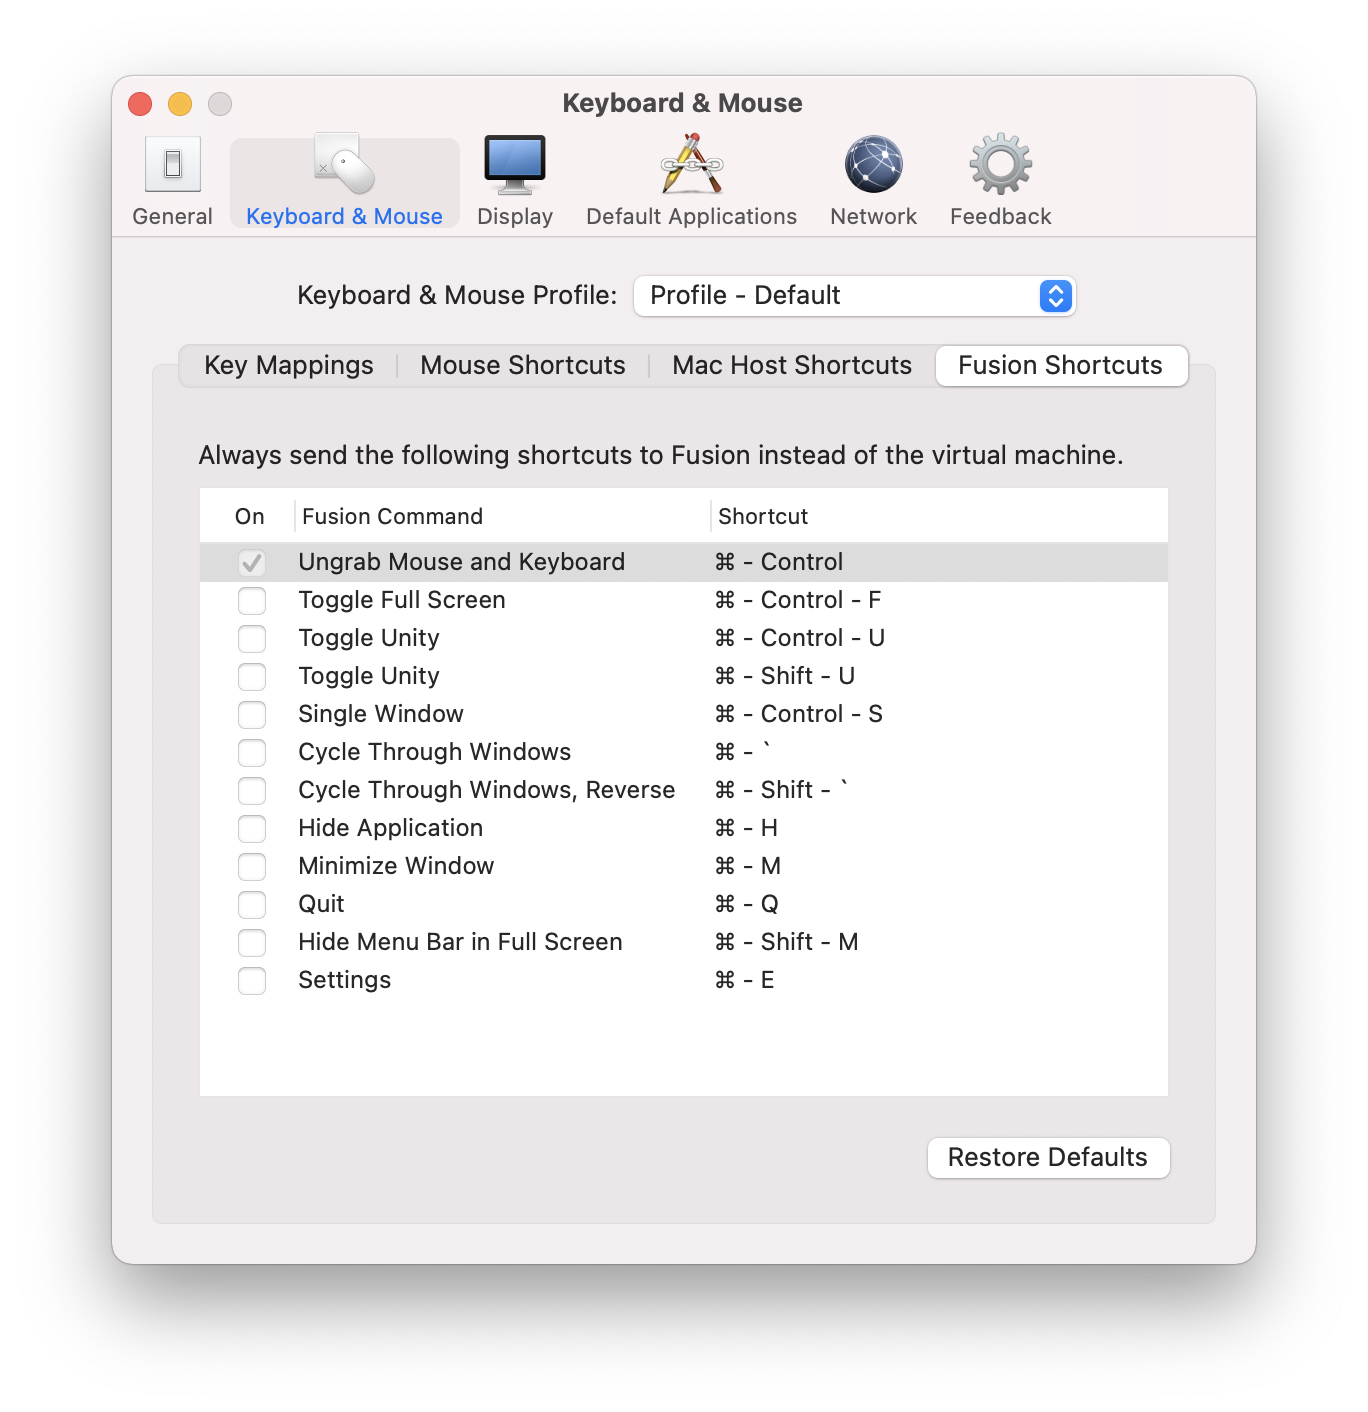 Keyboard & Mouse
General Keyboard & Mouse Display Default Applications Network Feedback
Keyboard & Mouse Profile: Profile - Default
Key Mappings Mouse Shortcuts Mac Host Shortcuts Fusion Shortcuts
Always send the following shortcuts to Fusion instead of the virtual machine.
On Fusion Command Shortcut
Ungrab Mouse and Keyboard ⌘ - Control
Toggle Full Screen ⌘ - Control - F
Toggle Unity ⌘ - Control - U
Toggle Unity ⌘ - Shift - U
Single Window ⌘ - Control - S
Cycle Through Windows ⌘ - `
Cycle Through Windows, Reverse ⌘ - Shift - `
Hide Application ⌘ - H
Minimize Window ⌘ - M
Quit ⌘ - Q
Hide Menu Bar in Full Screen ⌘ - Shift - M
Settings ⌘ - E
Restore Defaults